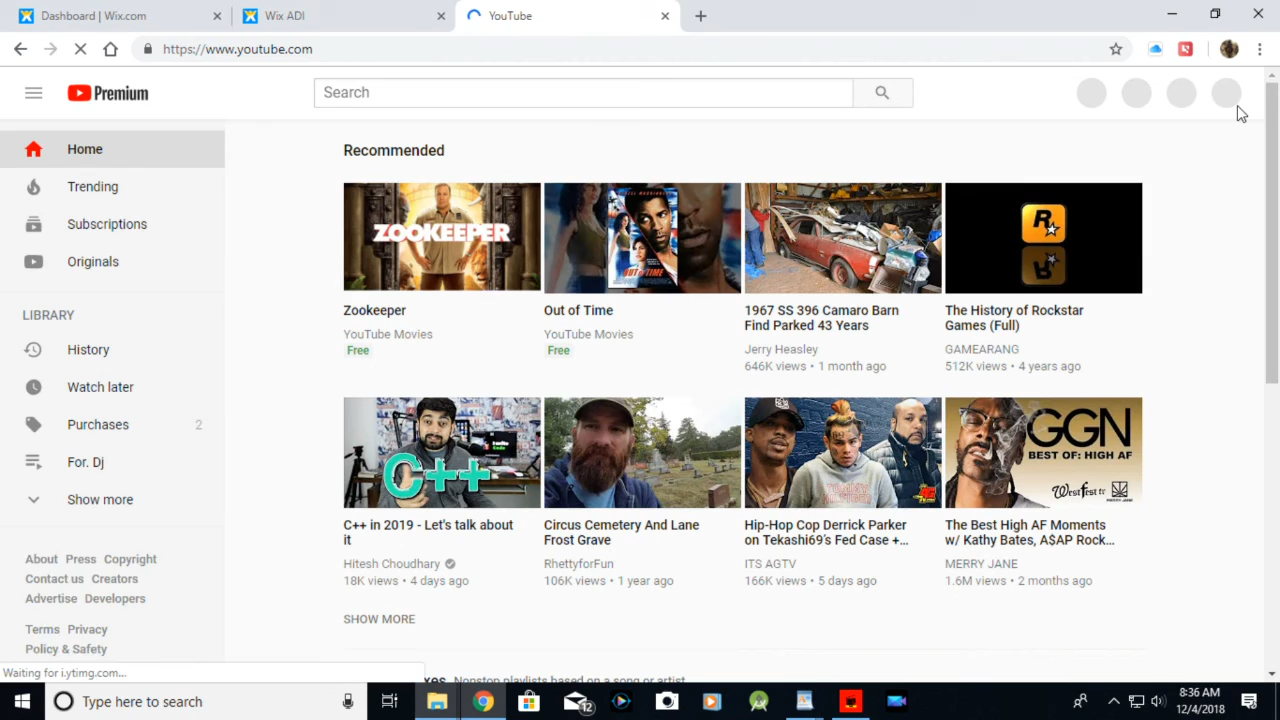 Dashboard | Wix.com
Wix ADI
YouTube
https://www.youtube.com
Premium
Search
Home
Trending
Subscriptions
Originals
LIBRARY
History
Watch later
Purchases 2
For. Dj
Show more
About Press Copyright
Contact us Creators
Advertise Developers
Terms Privacy
Policy & Safety
Recommended
ZOOKEEPER
OUT OF TIME
R
Zookeeper
YouTube Movies
Free
Out of Time
YouTube Movies
Free
1967 SS 396 Camaro Barn
Find Parked 43 Years
Jerry Heasley
646K views • 1 month ago
The History of Rockstar
Games (Full)
GAMEARANG
512K views • 4 years ago
C++
GGN
BEST OF: HIGH AF
Westfest tv
MERRY JANE
C++ in 2019 - Let's talk about
it
Hitesh Choudhary
18K views • 4 days ago
Circus Cemetery And Lane
Frost Grave
RhettyforFun
106K views • 1 year ago
Hip-Hop Cop Derrick Parker
on Tekashi69's Fed Case +...
ITS AGTV
166K views • 5 days ago
The Best High AF Moments
w/ Kathy Bates, A$AP Rock...
MERRY JANE
1.6M views • 2 months ago
SHOW MORE
Nonstop playlists based on a song or artist
Waiting for i.ytimg.com...
Type here to search
12
8:36 AM
12/4/2018